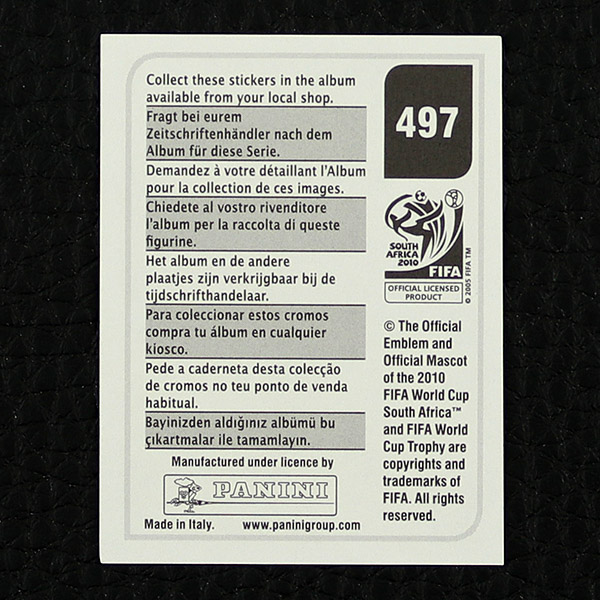 Collect these stickers in the album
available from your local shop.
Fragt bei eurem
Zeitschriftenhändler nach dem
Album für diese Serie.
Demandez à votre détaillant l'Album
pour la collection de ces images.
Chiedete al vostro rivenditore
l'album per la raccolta di queste
figurine.
Het album en de andere
plaatjes zijn verkrijgbaar bij de
tijdschrifthandelaar.
Para coleccionar estos cromos
compra tu álbum en cualquier
kiosco.
Pede a caderneta desta colecção
de cromos no teu ponto de venda
habitual.
Bayinizden aldığınız albümü bu
çıkartmalar ile tamamlayın.
Manufactured under licence by
PANINI
Made in Italy. www.paninigroup.com
497
SOUTH
AFRICA
2010
FIFA
© 2005 FIFA TM
OFFICIAL LICENSED
PRODUCT
© The Official
Emblem and
Official Mascot
of the 2010
FIFA World Cup
South Africa™
and FIFA World
Cup Trophy are
copyrights and
trademarks of
FIFA. All rights
reserved.